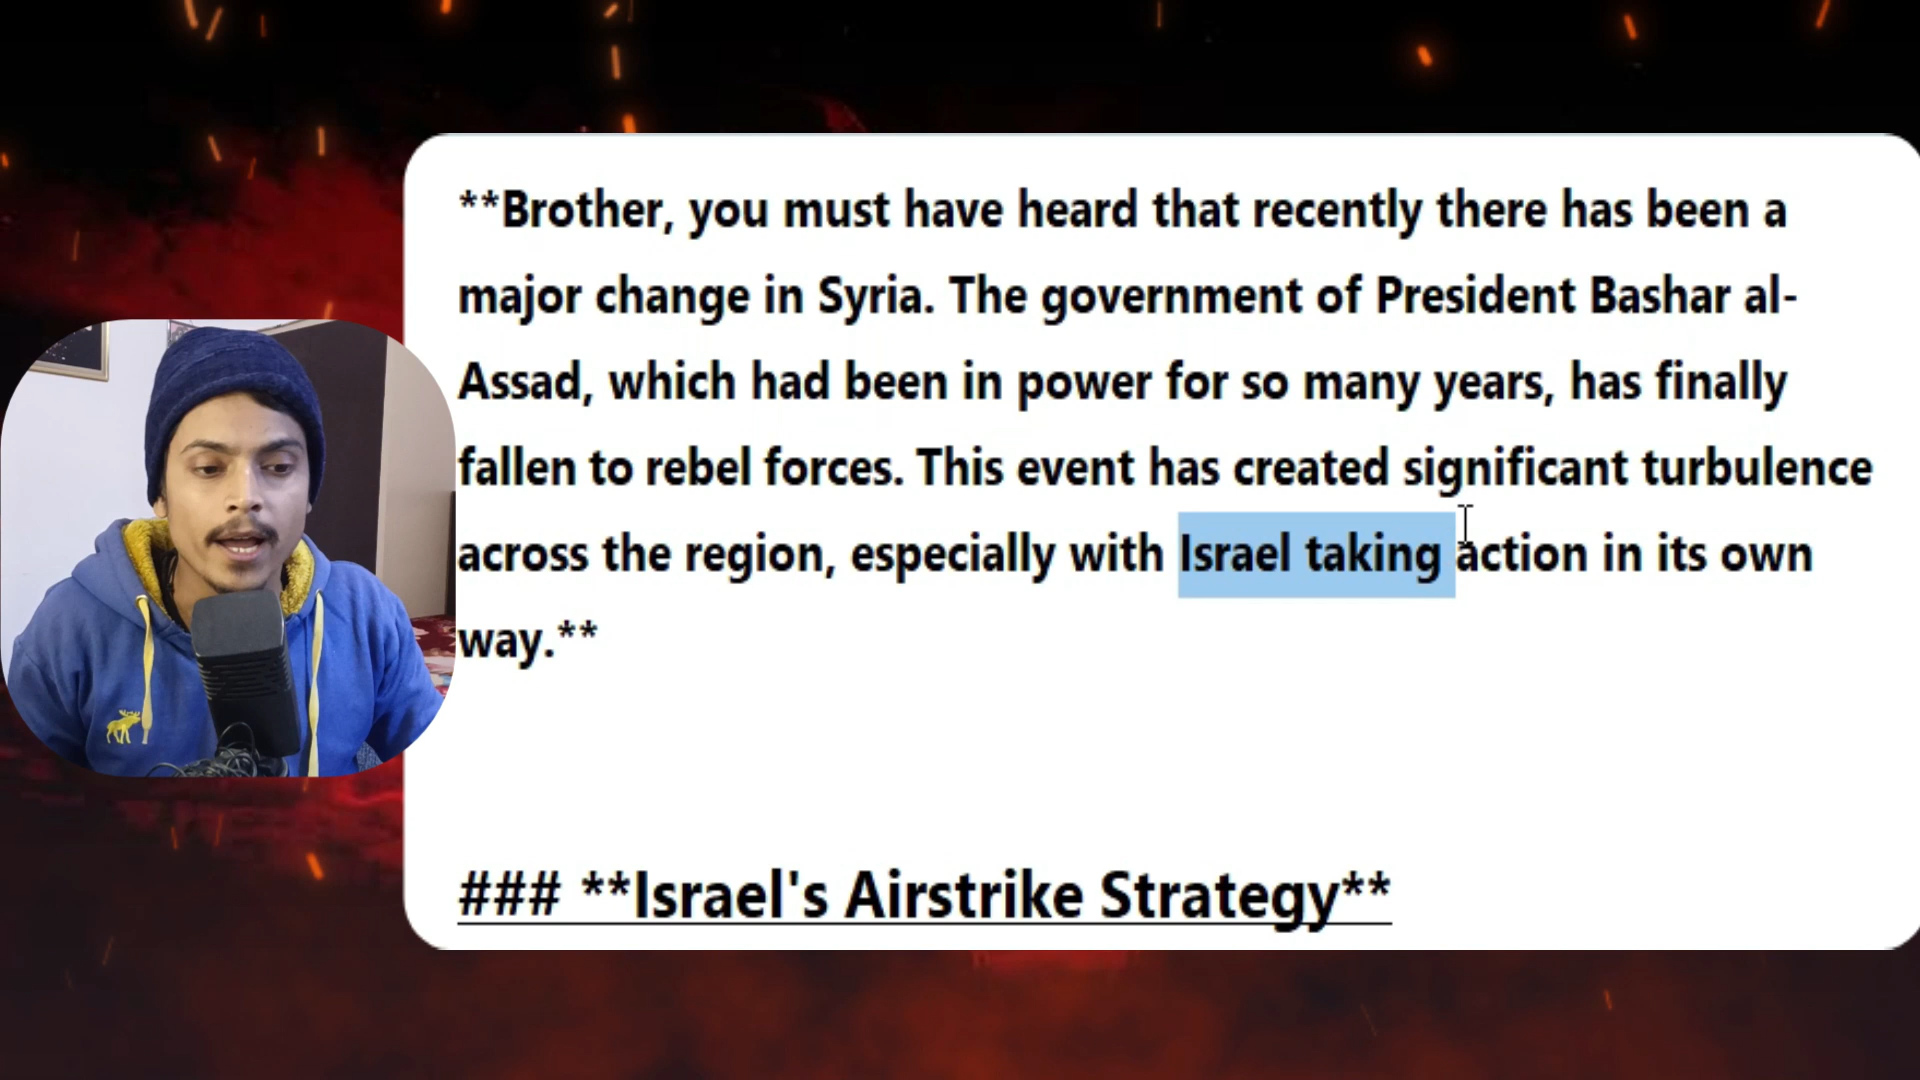 **Brother, you must have heard that recently there has been a
major change in Syria. The government of President Bashar al-
Assad, which had been in power for so many years, has finally
fallen to rebel forces. This event has created significant turbulence
across the region, especially with Israel taking action in its own
way.**
### **Israel's Airstrike Strategy**